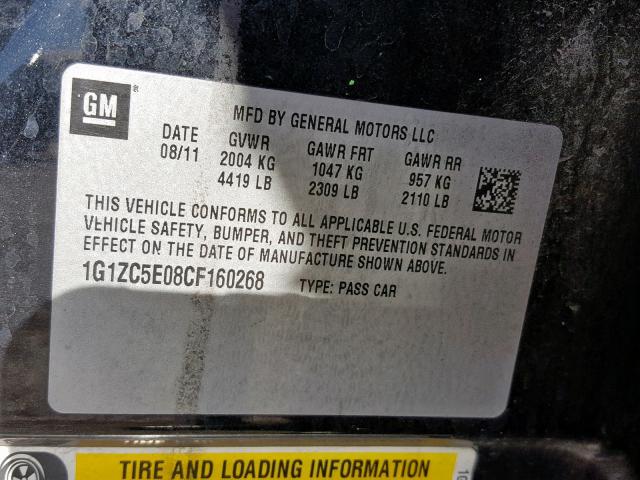 GM ®
MFD BY GENERAL MOTORS LLC
DATE GVWR GAWR FRT GAWR RR
08/11 2004 KG 1047 KG 957 KG
4419 LB 2309 LB 2110 LB
THIS VEHICLE CONFORMS TO ALL APPLICABLE U.S. FEDERAL MOTOR
VEHICLE SAFETY, BUMPER, AND THEFT PREVENTION STANDARDS IN
EFFECT ON THE DATE OF MANUFACTURE SHOWN ABOVE.
1G1ZC5E08CF160268 TYPE: PASS CAR
TIRE AND LOADING INFORMATION